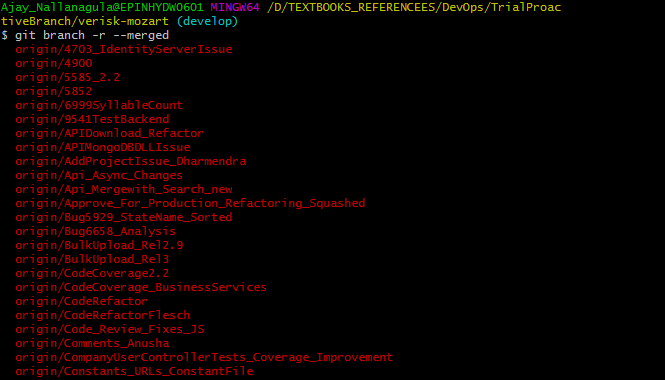 Ajay_Nallanagula@EPINHYDW0601 MINGW64 /D/TEXTBOOKS_REFERENCEES/DevOps/TrialProac
tiveBranch/verisk-mozart (develop)
$ git branch -r --merged
origin/4703_IdentityServerIssue
origin/4900
origin/5585_2.2
origin/5852
origin/6999SyllableCount
origin/9541TestBackend
origin/APIDownload_Refactor
origin/APIMongoDBDLLIssue
origin/AddProjectIssue_Dharmendra
origin/Api_Async_Changes
origin/Api_Mergewith_Search_new
origin/Approve_For_Production_Refactoring_Squashed
origin/Bug5929_StateName_Sorted
origin/Bug6658_Analysis
origin/BulkUpload_Rel2.9
origin/BulkUpload_Rel3
origin/CodeCoverage2.2
origin/CodeCoverage_BusinessServices
origin/CodeRefactor
origin/CodeRefactorFlesch
origin/Code_Review_Fixes_JS
origin/Comments_Anusha
origin/CompanyUserControllerTests_Coverage_Improvement
origin/Constants_URLs_ConstantFile